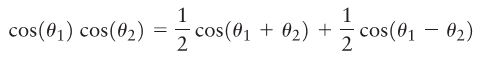 cos(θ₁) cos(θ₂) = 1/2 cos(θ₁ + θ₂) + 1/2 cos(θ₁ − θ₂)